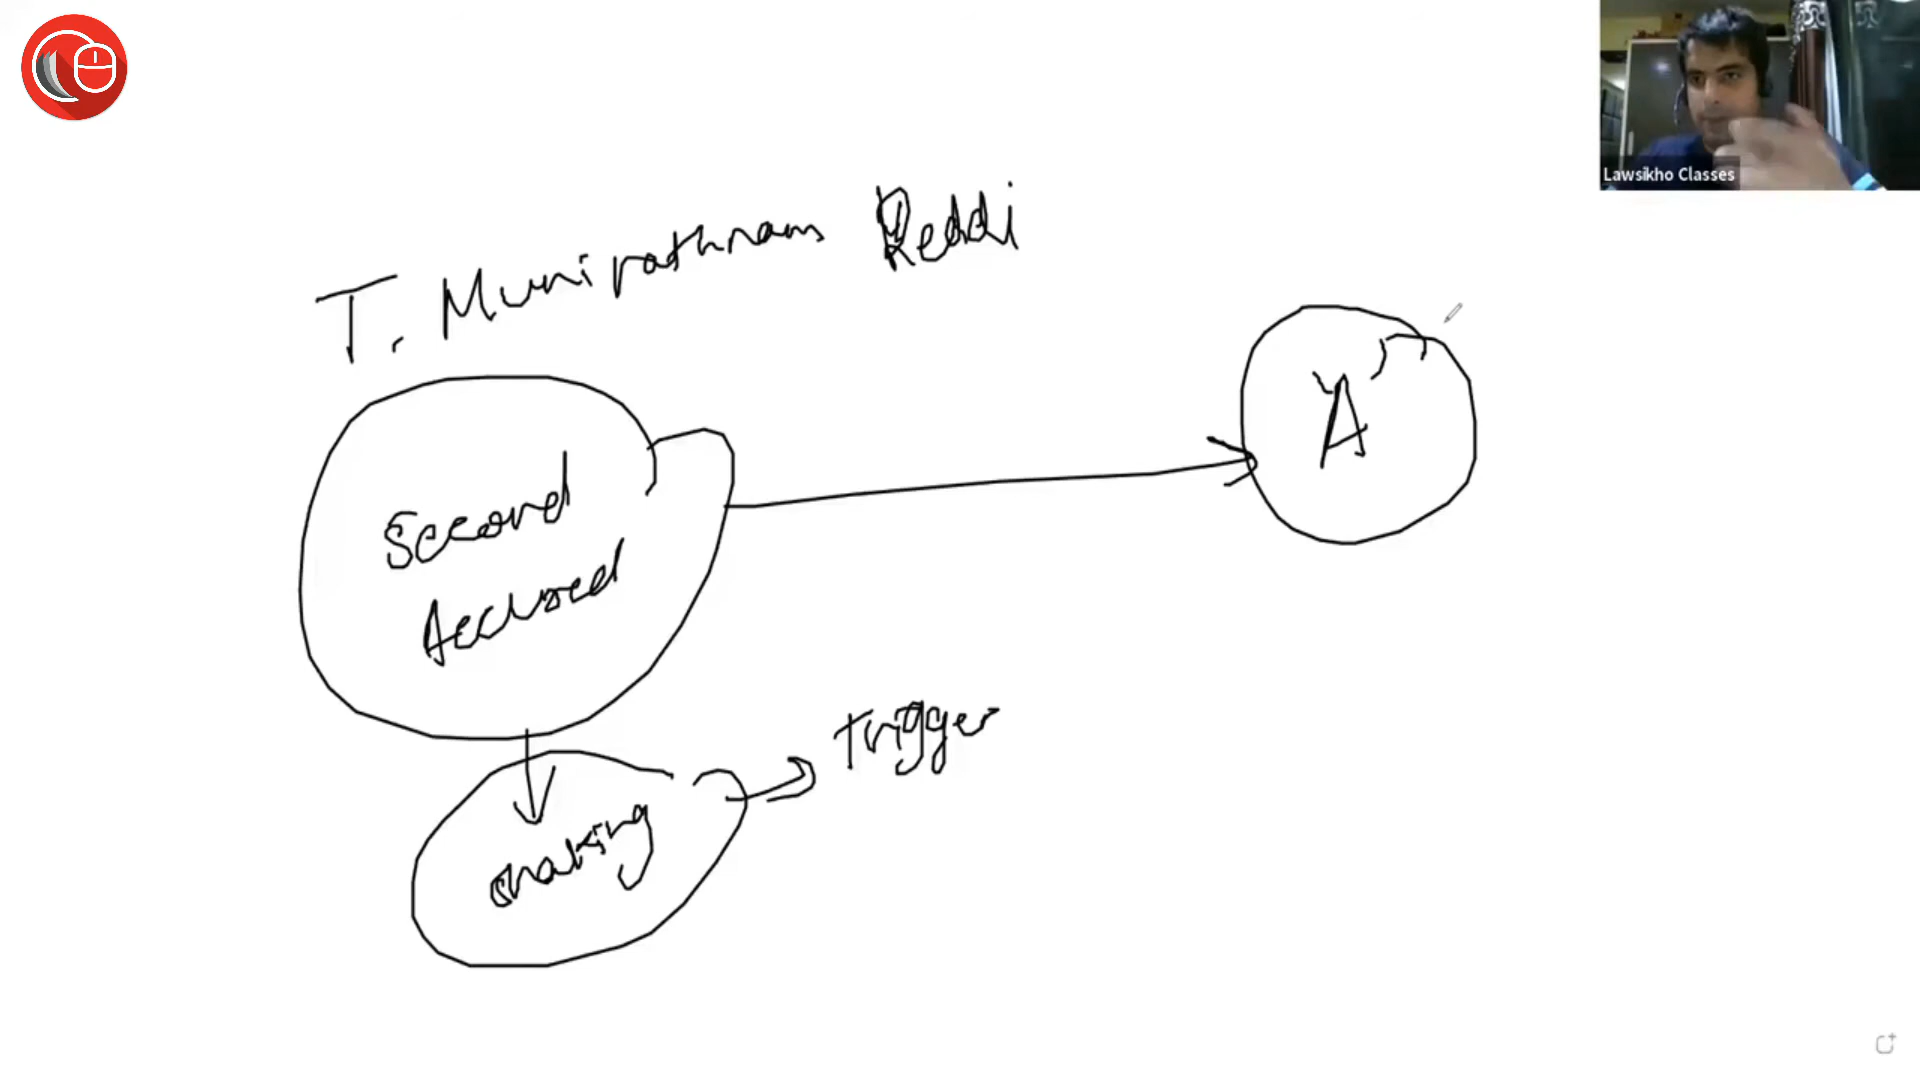 Lawsikho Classes
T. Munirathnam Reddi
A
Second
Accused
trigger
shaking